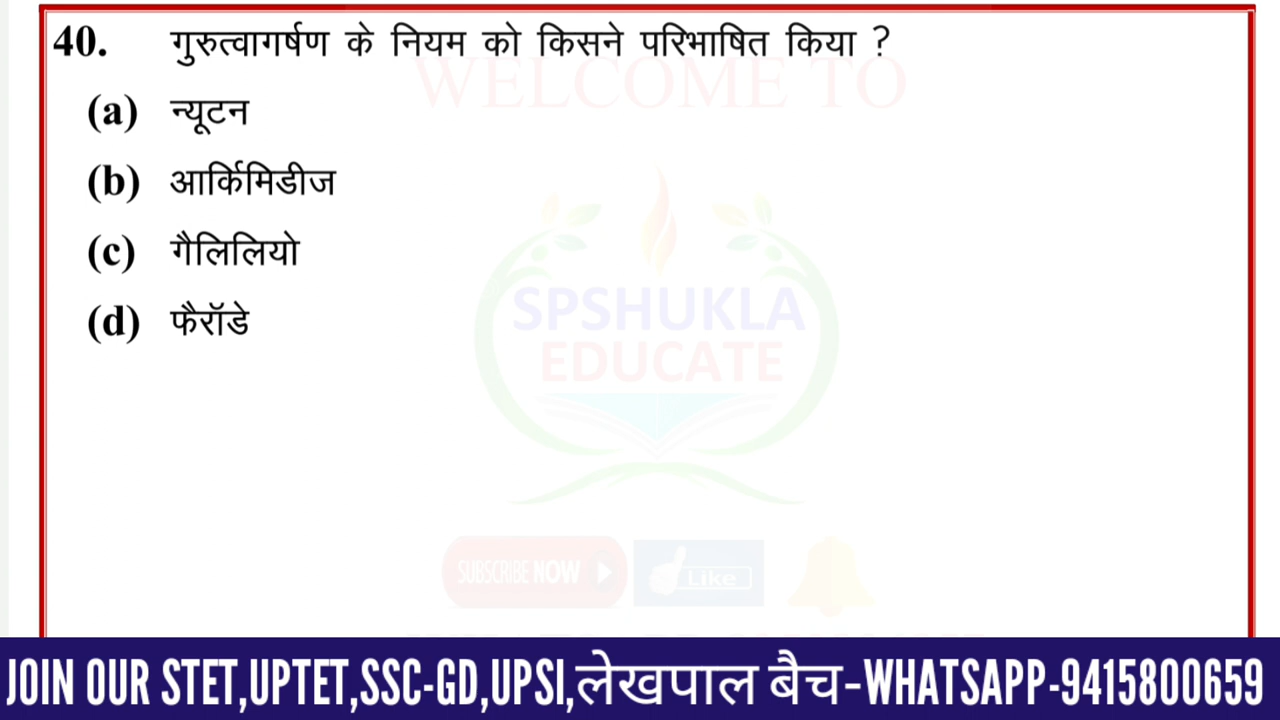 40. गुरुत्वागर्षण के नियम को किसने परिभाषित किया ?
WELCOME TO
(a) न्यूटन
(b) आर्किमिडीज
(c) गैलिलियो
(d) फैरॉडे
SPSHUKLA
EDUCATE
SUBSCRIBE NOW
Like
JOIN OUR STET,UPTET,SSC-GD,UPSI,लेखपाल बैच-WHATSAPP-9415800659